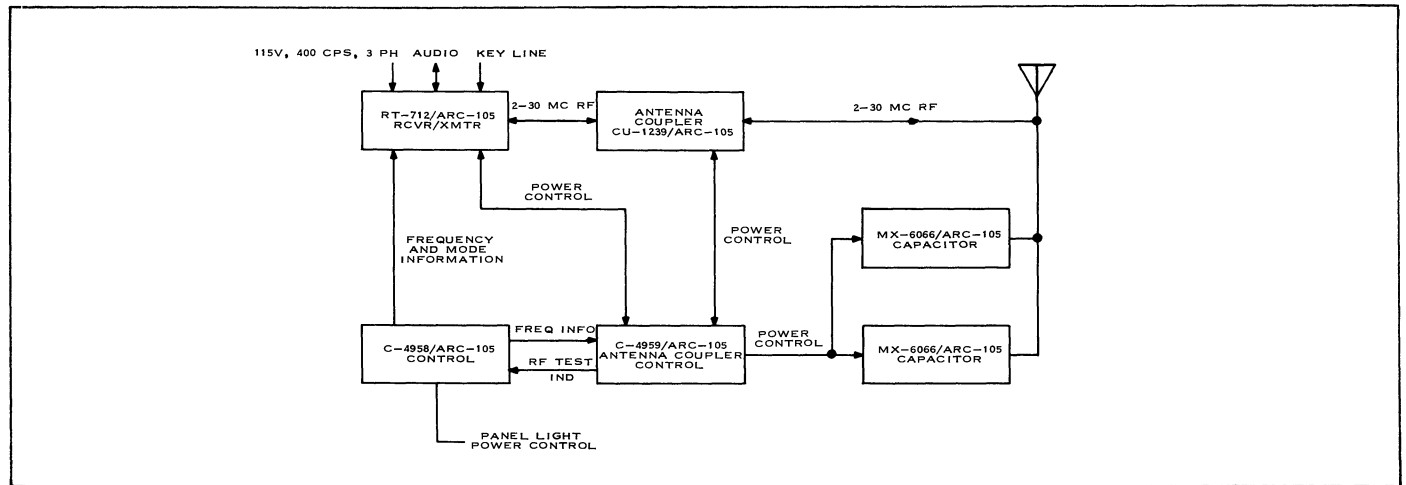 115V, 400 CPS, 3 PH AUDIO KEY LINE
RT-712/ARC-105
RCVR/XMTR
2-30 MC RF
ANTENNA
COUPLER
CU-1239/ARC-105
2-30 MC RF
POWER
CONTROL
FREQUENCY
AND MODE
INFORMATION
POWER
CONTROL
MX-6066/ARC-105
CAPACITOR
C-4958/ARC-105
CONTROL
FREQ INFO
RF TEST
IND
C-4959/ARC-105
ANTENNA COUPLER
CONTROL
POWER
CONTROL
MX-6066/ARC-105
CAPACITOR
PANEL LIGHT
POWER CONTROL